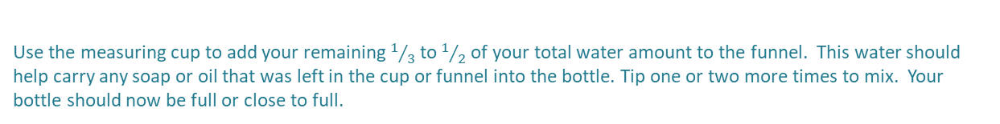 Use the measuring cup to add your remaining 1/3 to 1/2 of your total water amount to the funnel.  This water should
help carry any soap or oil that was left in the cup or funnel into the bottle. Tip one or two more times to mix.  Your
bottle should now be full or close to full.